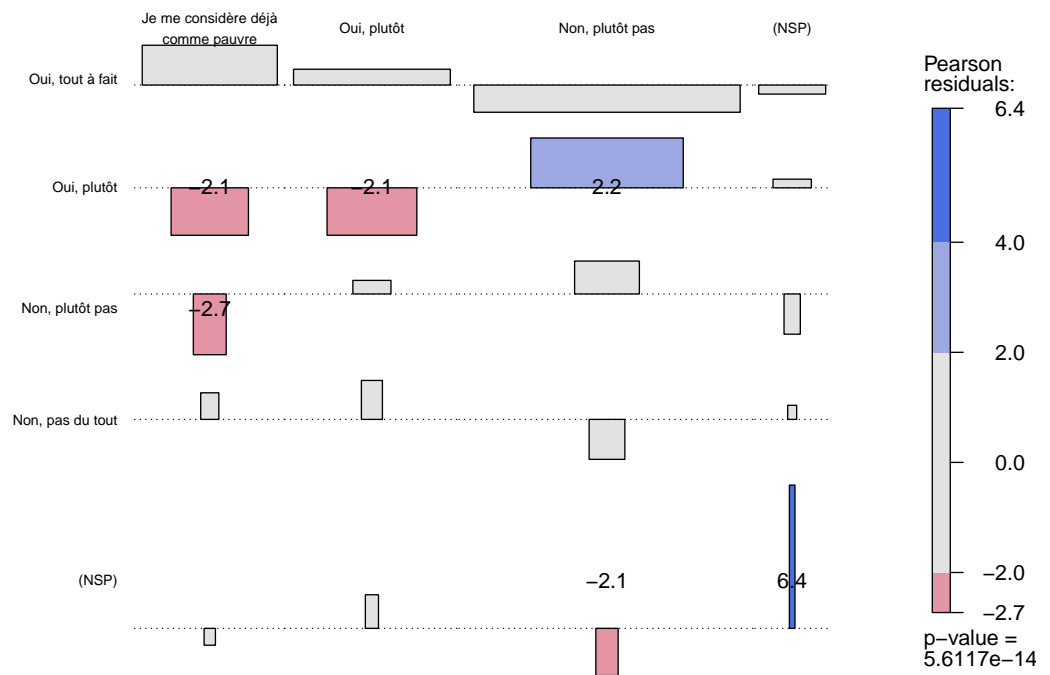 Je me considère déjà
comme pauvre
Oui, plutôt
Non, plutôt pas
(NSP)
Oui, tout à fait
Oui, plutôt
−2.1
−2.1
2.2
Non, plutôt pas
−2.7
Non, pas du tout
(NSP)
−2.1
6.4
Pearson
residuals:
6.4
4.0
2.0
0.0
−2.0
−2.7
p−value =
5.6117e−14